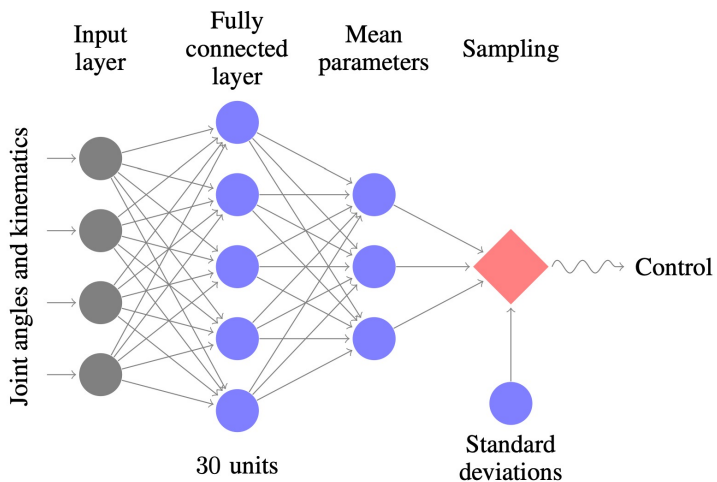 Input
layer
Fully
connected
layer
Mean
parameters
Sampling
Joint angles and kinematics
Control
30 units
Standard
deviations